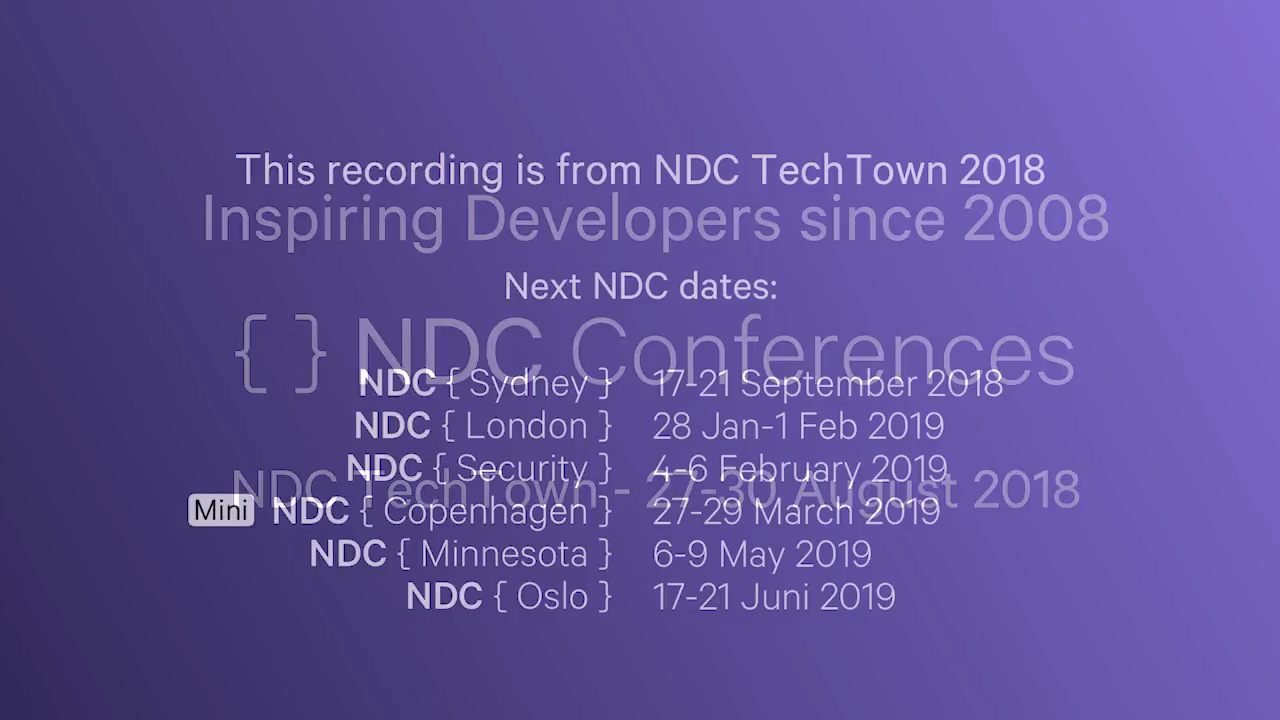 This recording is from NDC TechTown 2018
Inspiring Developers since 2008
Next NDC dates:
{ } NDC Conferences
NDC { Sydney } 17-21 September 2018
NDC { London } 28 Jan-1 Feb 2019
NDC { Security } 4-6 February 2019
NDC TechTown - 27-30 August 2018
Mini NDC { Copenhagen } 27-29 March 2019
NDC { Minnesota } 6-9 May 2019
NDC { Oslo } 17-21 Juni 2019